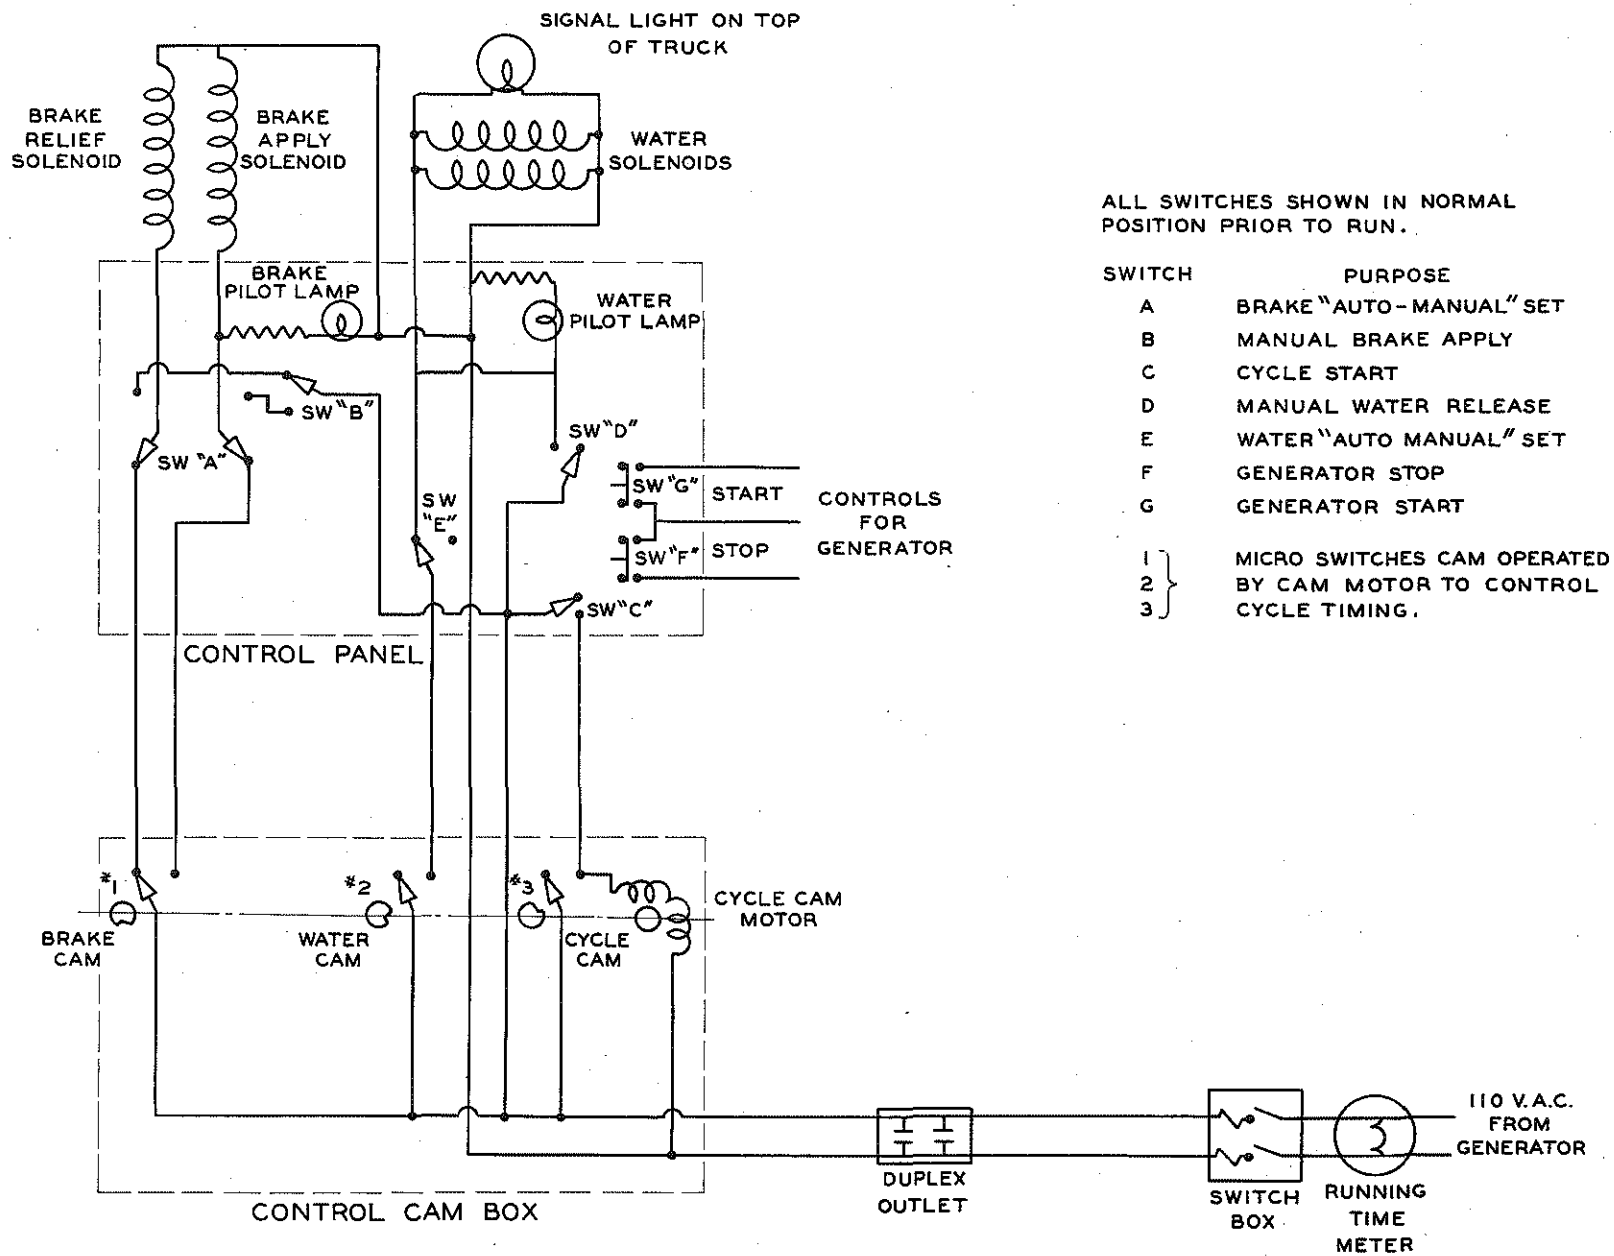 SIGNAL LIGHT ON TOP
OF TRUCK
BRAKE
RELIEF
SOLENOID
BRAKE
APPLY
SOLENOID
WATER
SOLENOIDS
BRAKE
PILOT LAMP
WATER
PILOT LAMP
SW "B"
SW "A"
SW "D"
SW
"E"
SW "G"
START
SW "F"
STOP
CONTROLS
FOR
GENERATOR
SW "C"
CONTROL PANEL
ALL SWITCHES SHOWN IN NORMAL
POSITION PRIOR TO RUN.
SWITCH PURPOSE
A BRAKE "AUTO-MANUAL" SET
B MANUAL BRAKE APPLY
C CYCLE START
D MANUAL WATER RELEASE
E WATER "AUTO MANUAL" SET
F GENERATOR STOP
G GENERATOR START
1 MICRO SWITCHES CAM OPERATED
2 BY CAM MOTOR TO CONTROL
3 CYCLE TIMING.
#1
#2
#3
BRAKE
CAM
WATER
CAM
CYCLE
CAM
CYCLE CAM
MOTOR
CONTROL CAM BOX
DUPLEX
OUTLET
SWITCH
BOX
RUNNING
TIME
METER
110 V.A.C.
FROM
GENERATOR